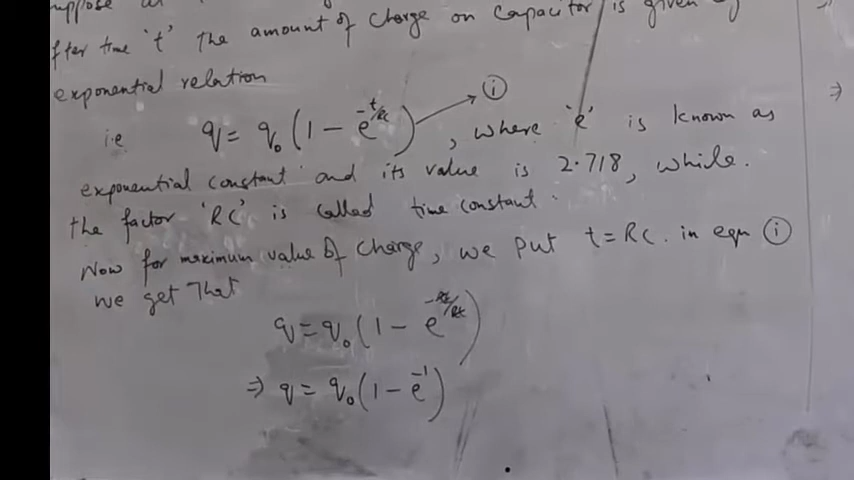 fter time 't' the amount of charge on capacitor is given by
exponential relation
i.e q = q₀ (1 - e^(-t/RC)) → (i) , where 'e' is known as
exponential constant and its value is 2.718, while.
the factor 'RC' is called time constant.
Now for maximum value of charge, we put t = RC. in eqn (i)
we get that
q = q₀ (1 - e^(-RC/RC))
⇒ q = q₀ (1 - e^(-1))
⇒
⇒